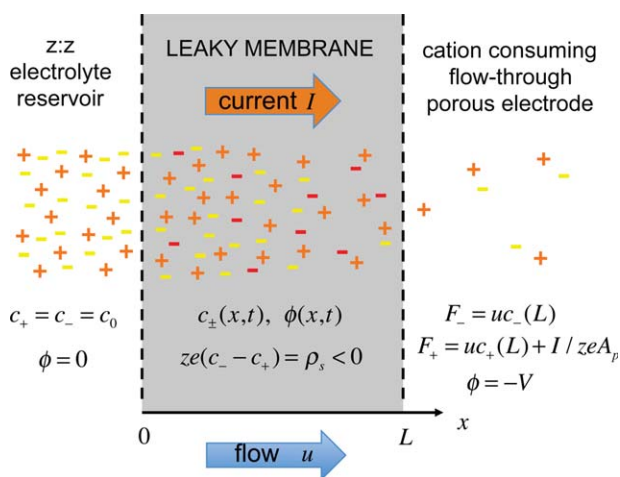 z:z
electrolyte
reservoir
LEAKY MEMBRANE
current I
cation consuming
flow-through
porous electrode
c₊ = c₋ = c₀
ϕ = 0
c±(x,t), ϕ(x,t)
ze(c₋ − c₊) = ρₛ < 0
F₋ = uc₋(L)
F₊ = uc₊(L) + I / zeAₚ
ϕ = −V
0
L
x
flow u